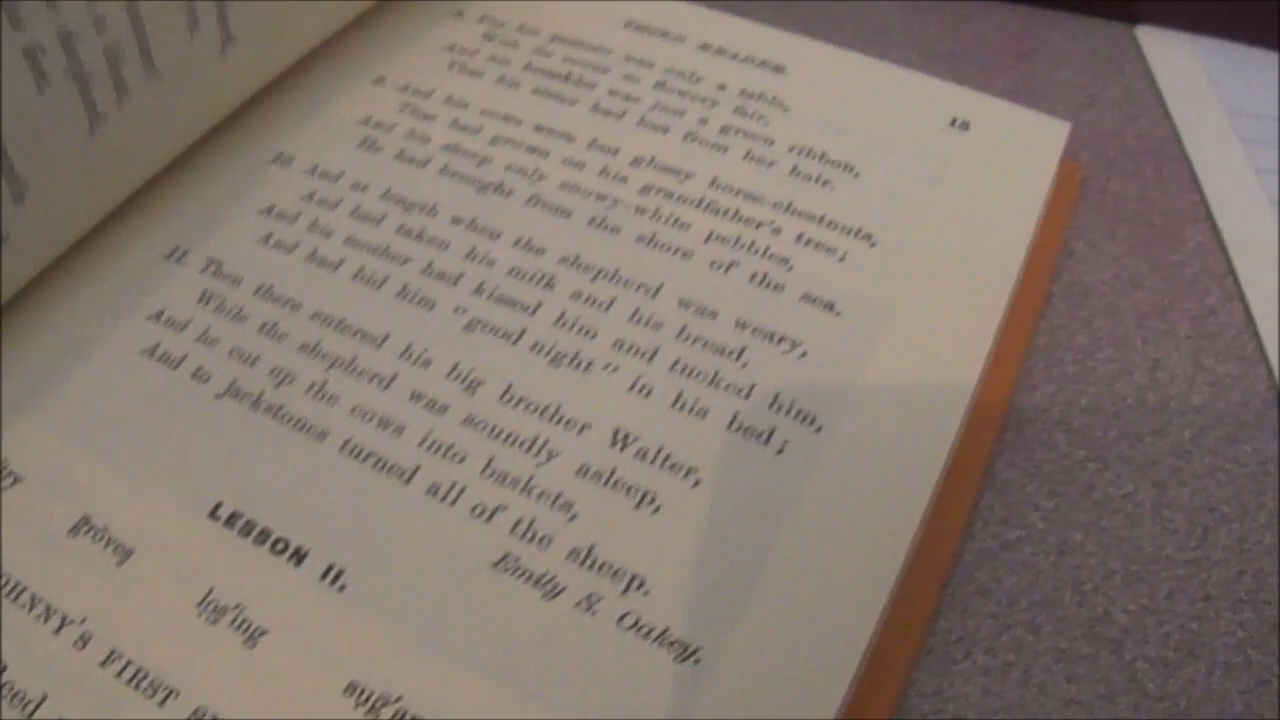 THIRD READER.
15
8. For his pasture was only a table,
With its cover so flowery fair,
And his brooklet was just a green ribbon,
That his sister had lost from her hair.
9. And his cows were but glossy horse-chestnuts,
That had grown on his grandfather's tree;
And his sheep only snowy-white pebbles,
He had brought from the shore of the sea.
10. And at length when the shepherd was weary,
And had taken his milk and his bread,
And his mother had kissed him and tucked him,
And had bid him "good night" in his bed;
11. Then there entered his big brother Walter,
While the shepherd was soundly asleep,
And he cut up the cows into baskets,
And to jackstones turned all of the sheep.
Emily S. Oakey.
LESSON II.
grōveş
log'ing
OHNNY'S FIRST